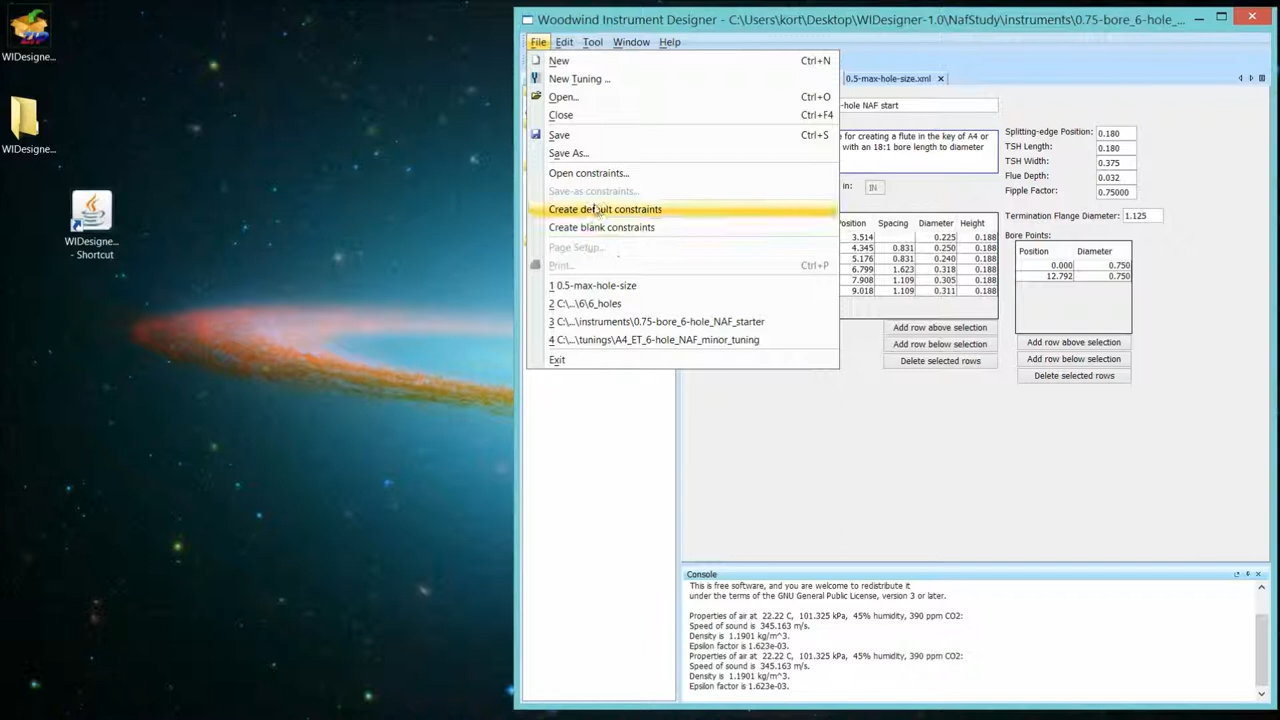 WIDesigne...
WIDesigne...
WIDesigne...
- Shortcut
Woodwind Instrument Designer - C:\Users\kort\Desktop\WIDesigner-1.0\NafStudy\instruments\0.75-bore_6-hole_...
File Edit Tool Window Help
New Ctrl+N
New Tuning ...
Open... Ctrl+O
Close Ctrl+F4
Save Ctrl+S
Save As...
Open constraints...
Save-as constraints...
Create default constraints
Create blank constraints
Page Setup...
Print... Ctrl+P
1 0.5-max-hole-size
2 C:\...\6\6_holes
3 C:\...\instruments\0.75-bore_6-hole_NAF_starter
4 C:\...\tunings\A4_ET_6-hole_NAF_minor_tuning
Exit
0.5-max-hole-size.xml
-hole NAF start
e for creating a flute in the key of A4 or
with an 18:1 bore length to diameter
in: IN
Splitting-edge Position: 0.180
TSH Length: 0.180
TSH Width: 0.375
Flue Depth: 0.032
Fipple Factor: 0.75000
Termination Flange Diameter: 1.125
osition Spacing Diameter Height
3.514 0.225 0.188
4.345 0.831 0.250 0.188
5.176 0.831 0.240 0.188
6.799 1.623 0.318 0.188
7.908 1.109 0.305 0.188
9.018 1.109 0.311 0.188
Add row above selection
Add row below selection
Delete selected rows
Bore Points:
Position Diameter
0.000 0.750
12.792 0.750
Add row above selection
Add row below selection
Delete selected rows
Console
This is free software, and you are welcome to redistribute it
under the terms of the GNU General Public License, version 3 or later.
Properties of air at 22.22 C, 101.325 kPa, 45% humidity, 390 ppm CO2:
Speed of sound is 345.163 m/s.
Density is 1.1901 kg/m^3.
Epsilon factor is 1.623e-03.
Properties of air at 22.22 C, 101.325 kPa, 45% humidity, 390 ppm CO2:
Speed of sound is 345.163 m/s.
Density is 1.1901 kg/m^3.
Epsilon factor is 1.623e-03.